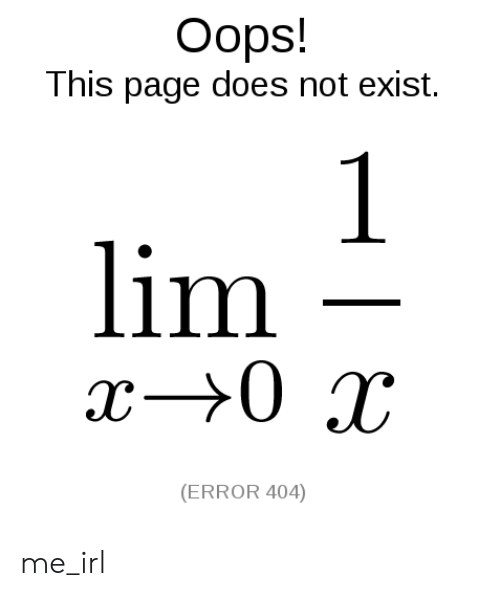 Oops!
This page does not exist.
lim 1/x
x→0
(ERROR 404)
me_irl